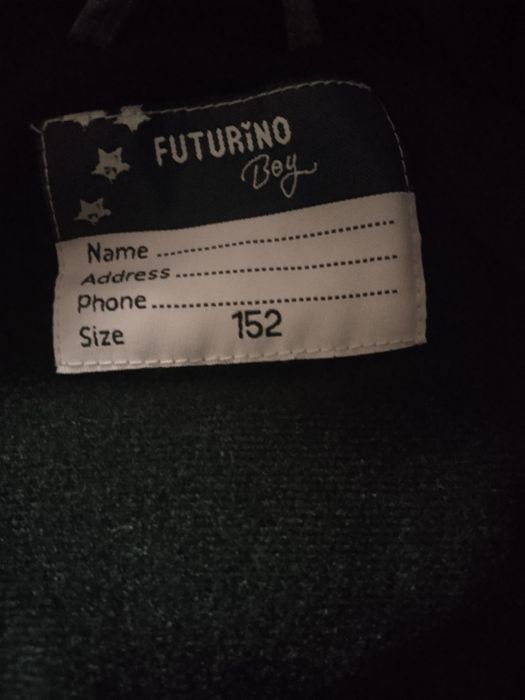 FUTURiNO
Boy
Name ........................................
Address ....................................
Phone ........................................
Size 152